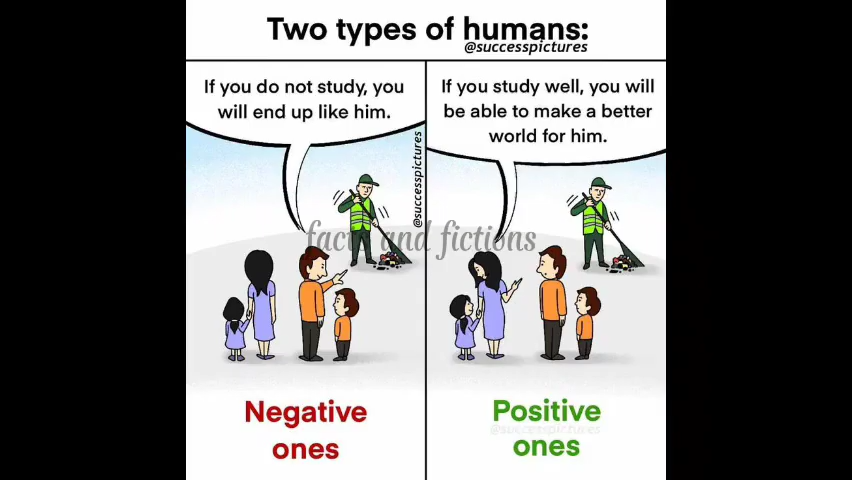 Two types of humans:
@successpictures
If you do not study, you
will end up like him.
If you study well, you will
be able to make a better
world for him.
@successpictures
facts and fictions
Negative
ones
Positive
@successpictures
ones